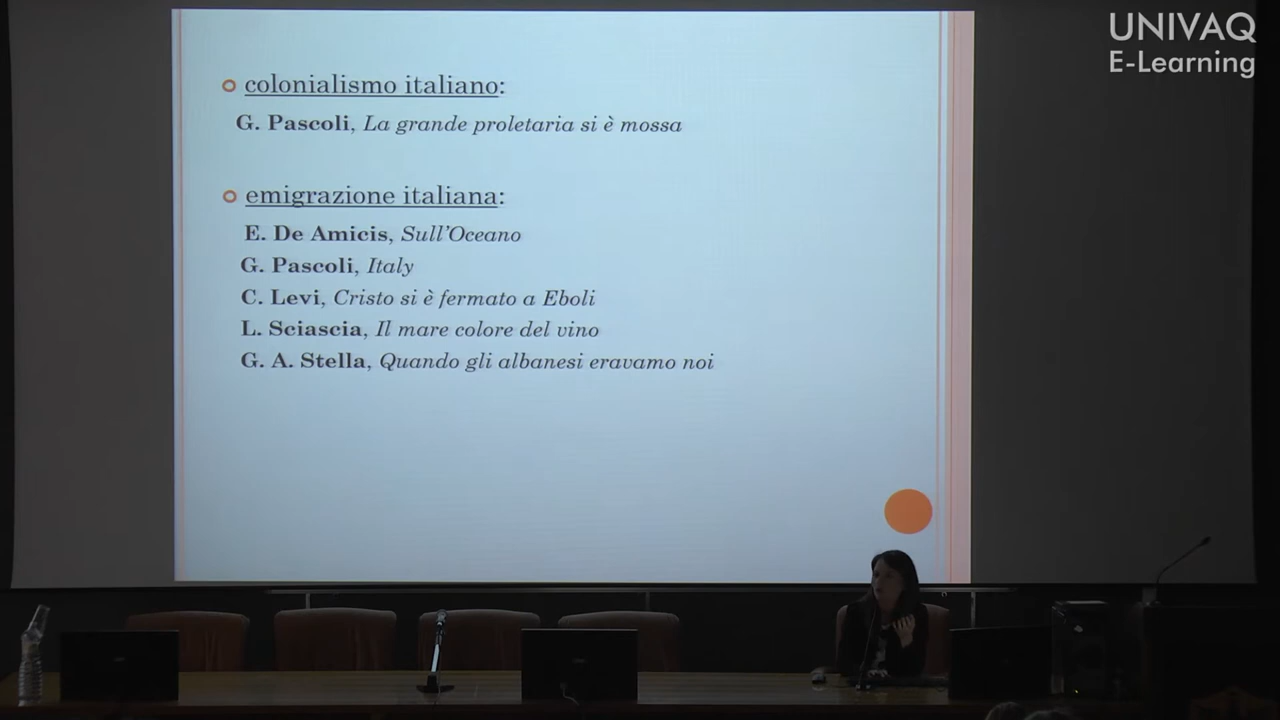 UNIVAQ
E-Learning
colonialismo italiano:
G. Pascoli, La grande proletaria si è mossa
emigrazione italiana:
E. De Amicis, Sull'Oceano
G. Pascoli, Italy
C. Levi, Cristo si è fermato a Eboli
L. Sciascia, Il mare colore del vino
G. A. Stella, Quando gli albanesi eravamo noi